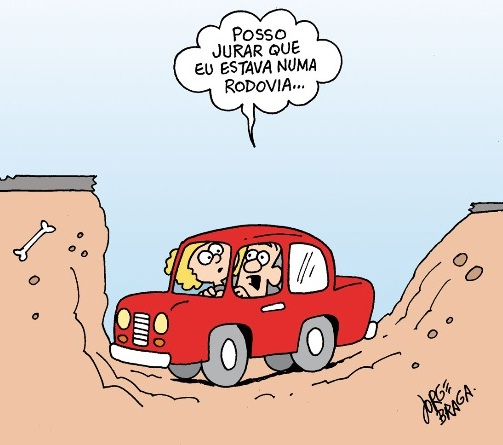 POSSO
JURAR QUE
EU ESTAVA NUMA
RODOVIA...
JORGE
BRAGA.